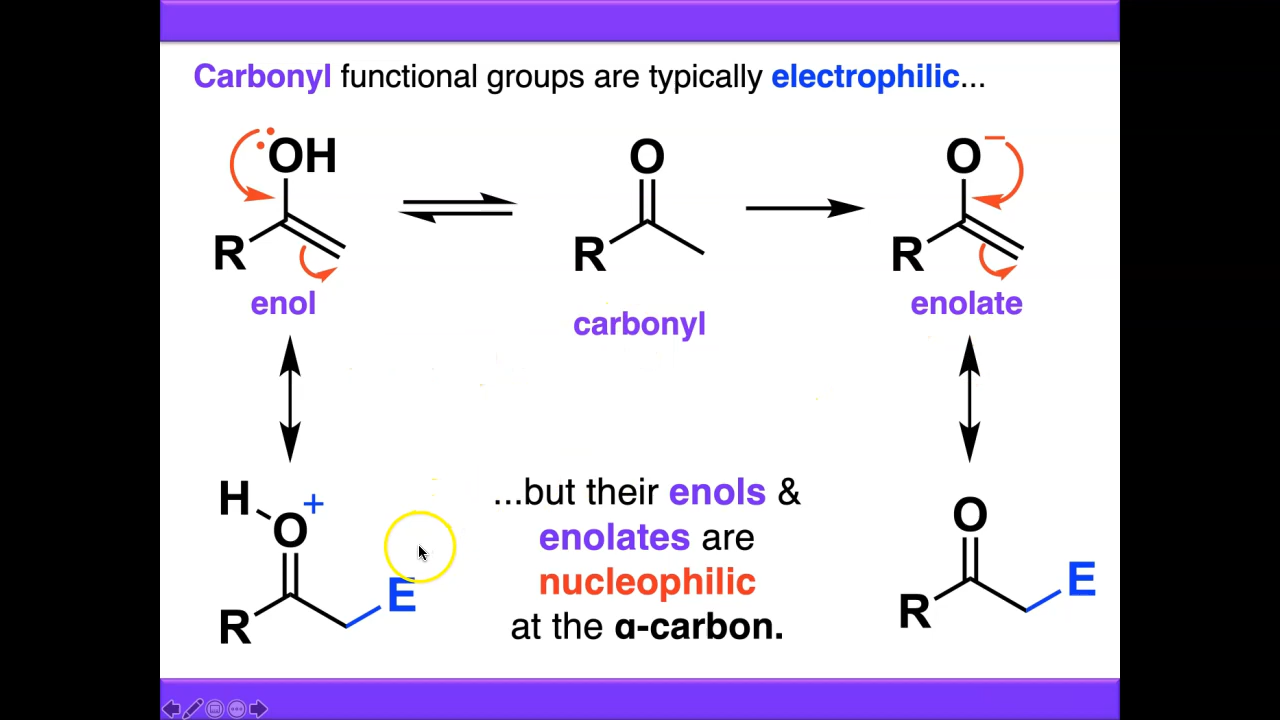 Carbonyl functional groups are typically electrophilic...
OH
R
enol
O
R
carbonyl
O−
R
enolate
H
O+
R
E
...but their enols &
enolates are
nucleophilic
at the ɑ-carbon.
O
R
E